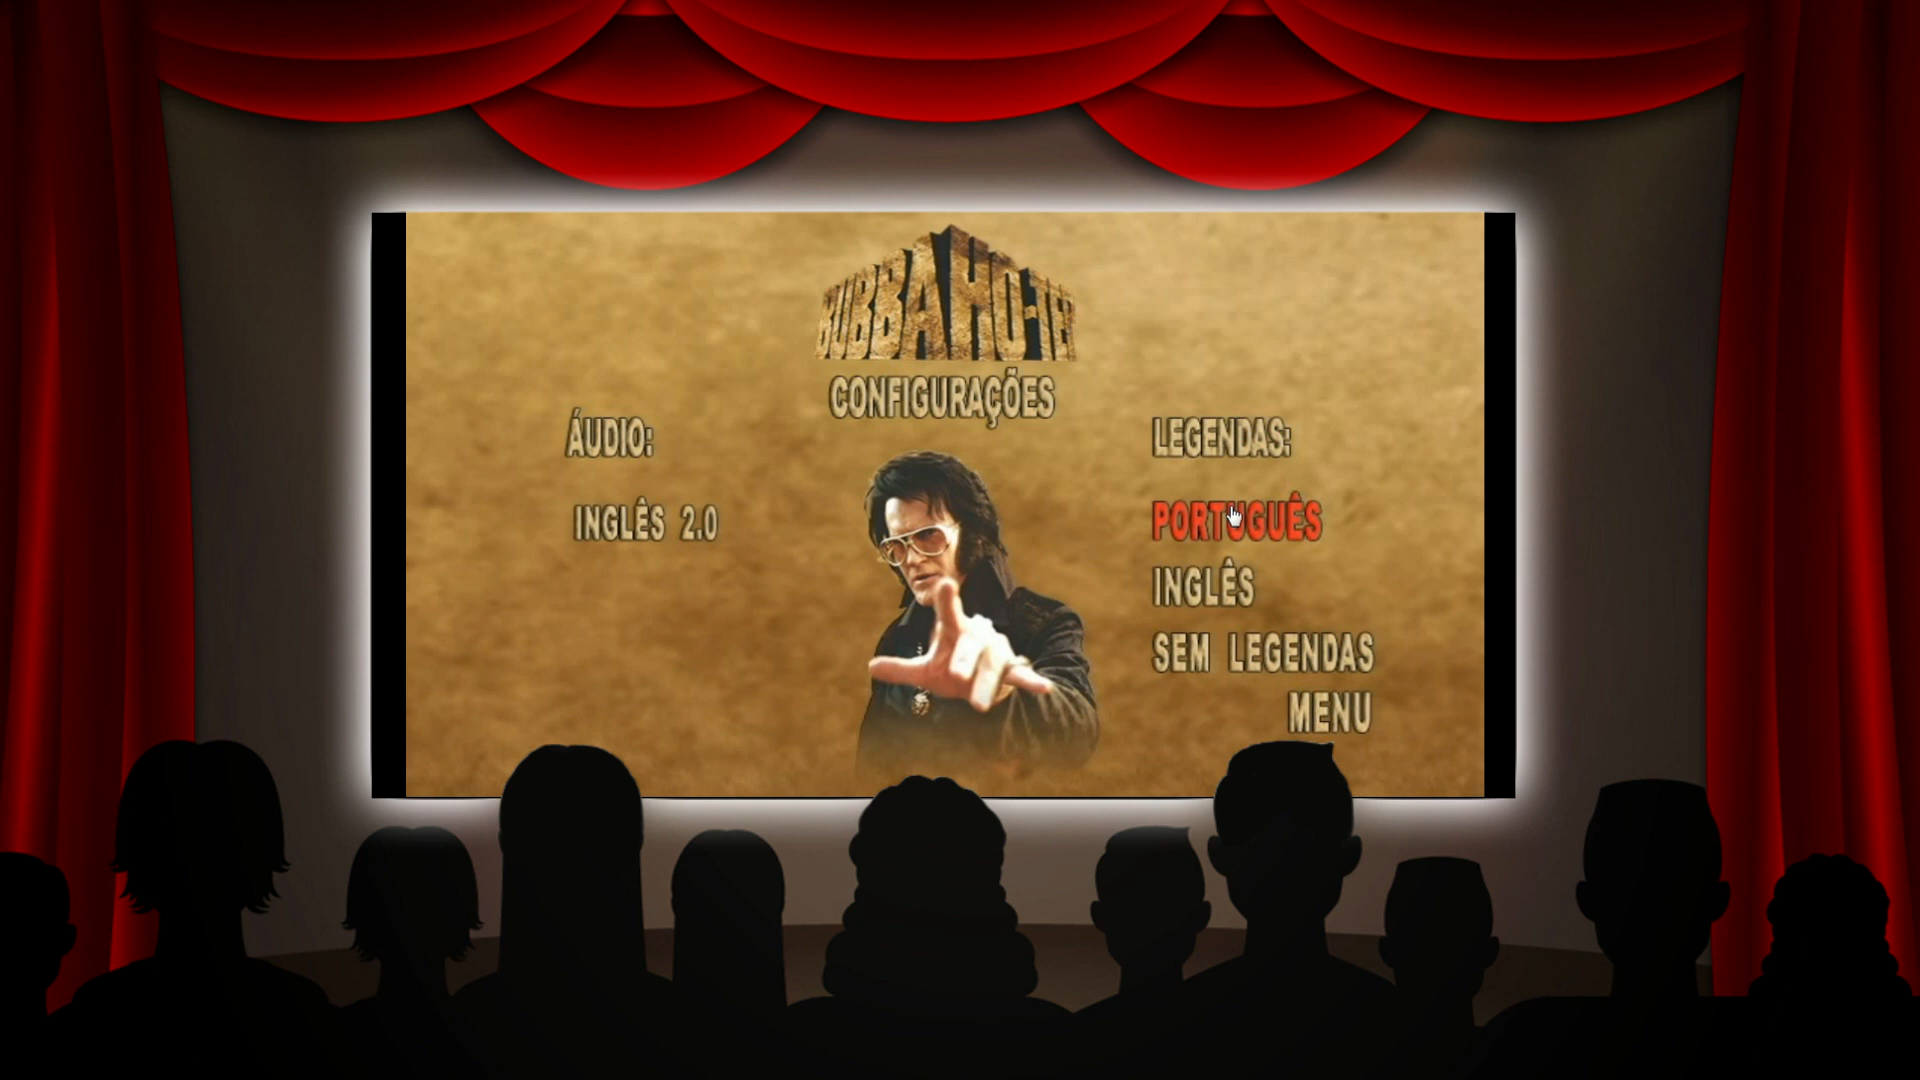 BUBBA HO-TEP
CONFIGURAÇÕES
ÁUDIO:
INGLÊS 2.0
LEGENDAS:
PORTUGUÊS
INGLÊS
SEM LEGENDAS
MENU